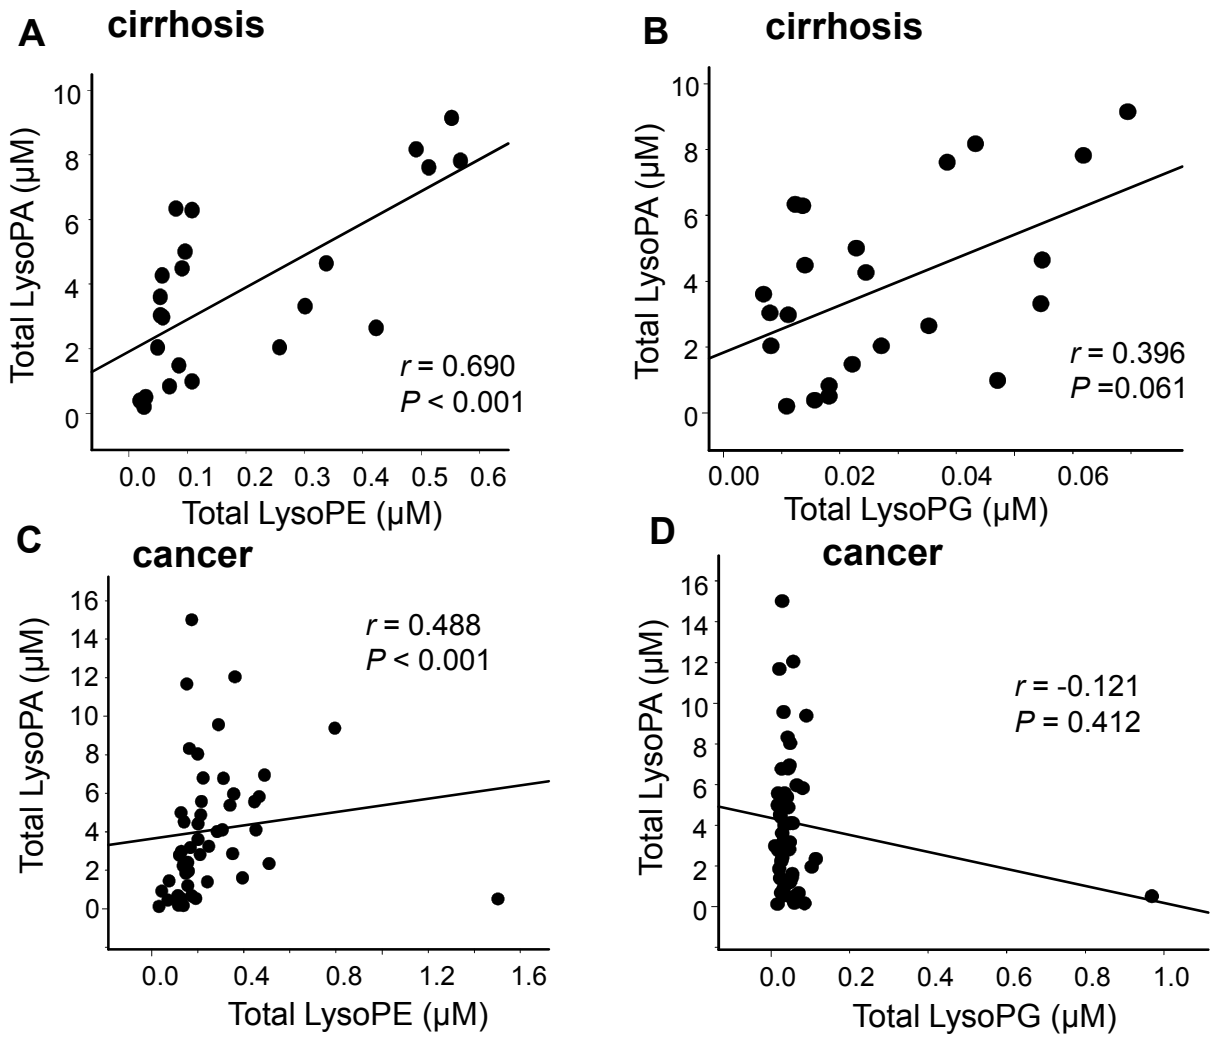 A cirrhosis
10
8
6
4
2
0
Total LysoPA (µM)
r = 0.690
P < 0.001
0.0 0.1 0.2 0.3 0.4 0.5 0.6
Total LysoPE (µM)
B cirrhosis
10
8
6
4
2
0
Total LysoPA (µM)
r = 0.396
P =0.061
0.00 0.02 0.04 0.06
Total LysoPG (µM)
C cancer
16
14
12
10
8
6
4
2
0
Total LysoPA (µM)
r = 0.488
P < 0.001
0.0 0.4 0.8 1.2 1.6
Total LysoPE (µM)
D cancer
16
14
12
10
8
6
4
2
0
Total LysoPA (µM)
r = -0.121
P = 0.412
0.0 0.2 0.4 0.6 0.8 1.0
Total LysoPG (µM)